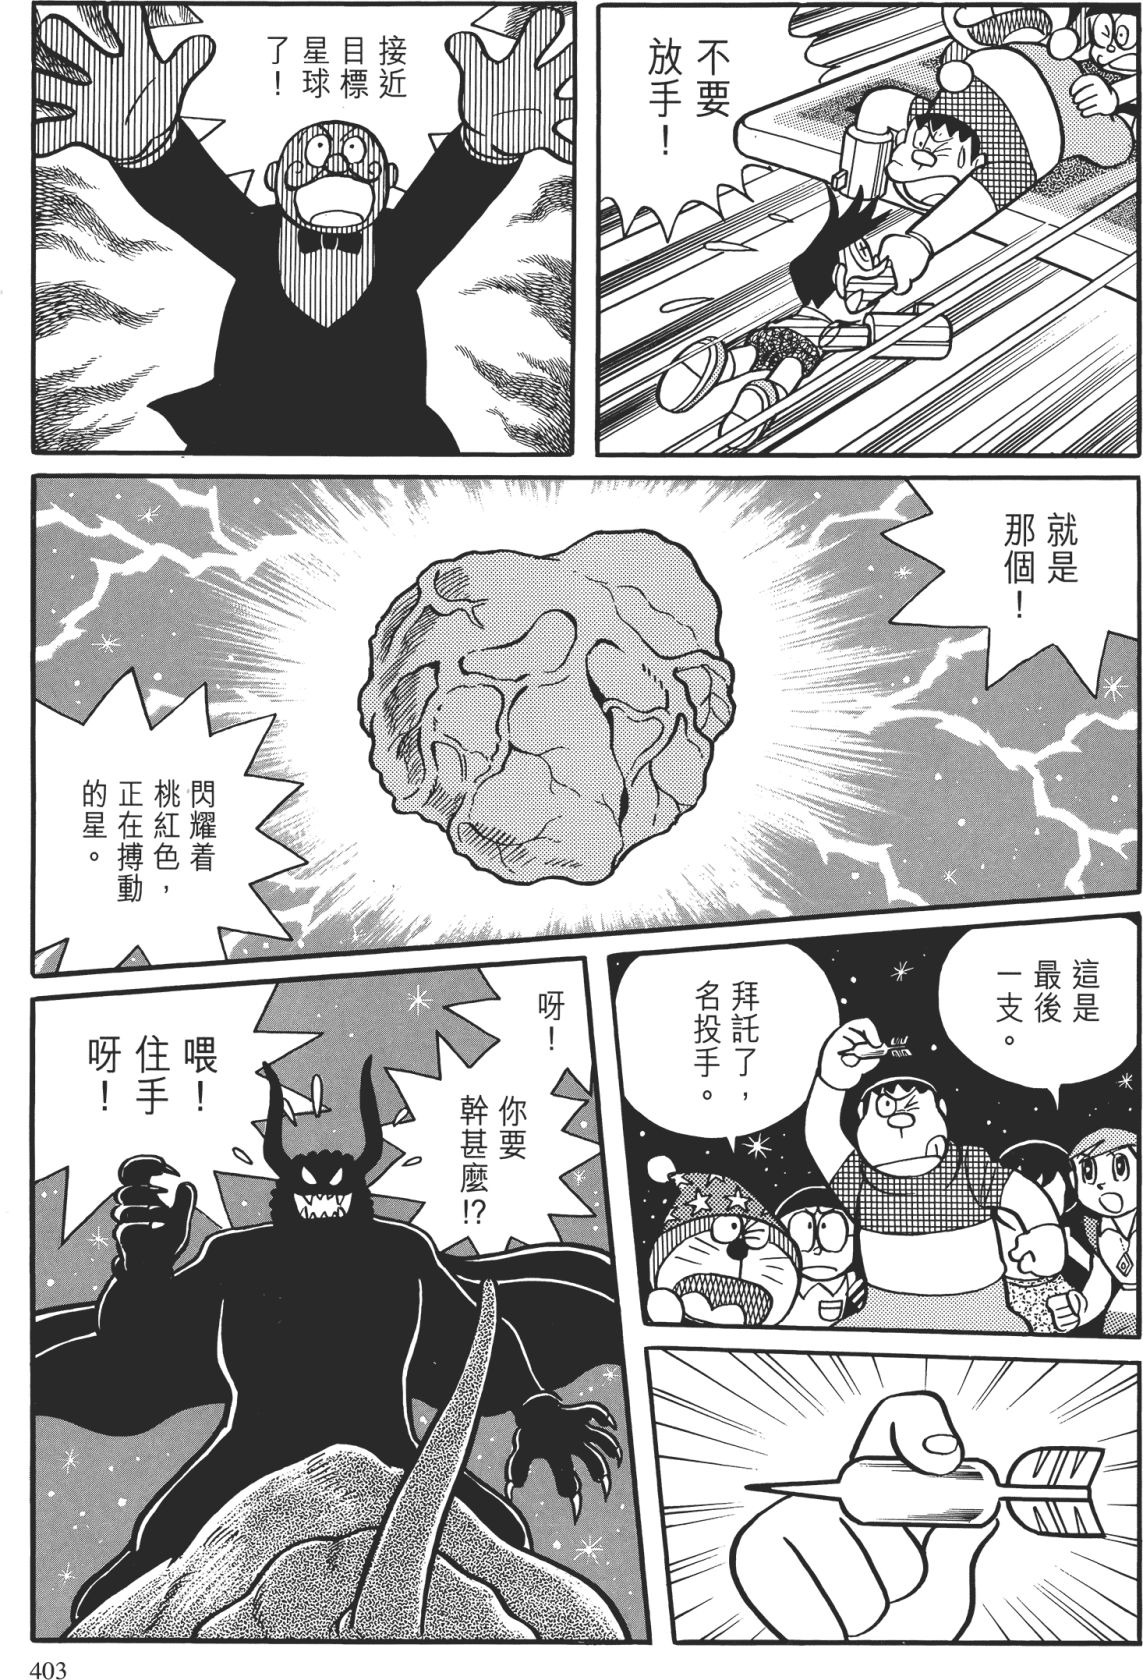 不要
放手！
接近
目標
星球
了！
就是
那個！
閃耀着
桃紅色，
正在搏動
的星。
這是
最後
一支。
拜託了，
名投手。
呀！
你要
幹甚麼!?
喂！
住手
呀！
403